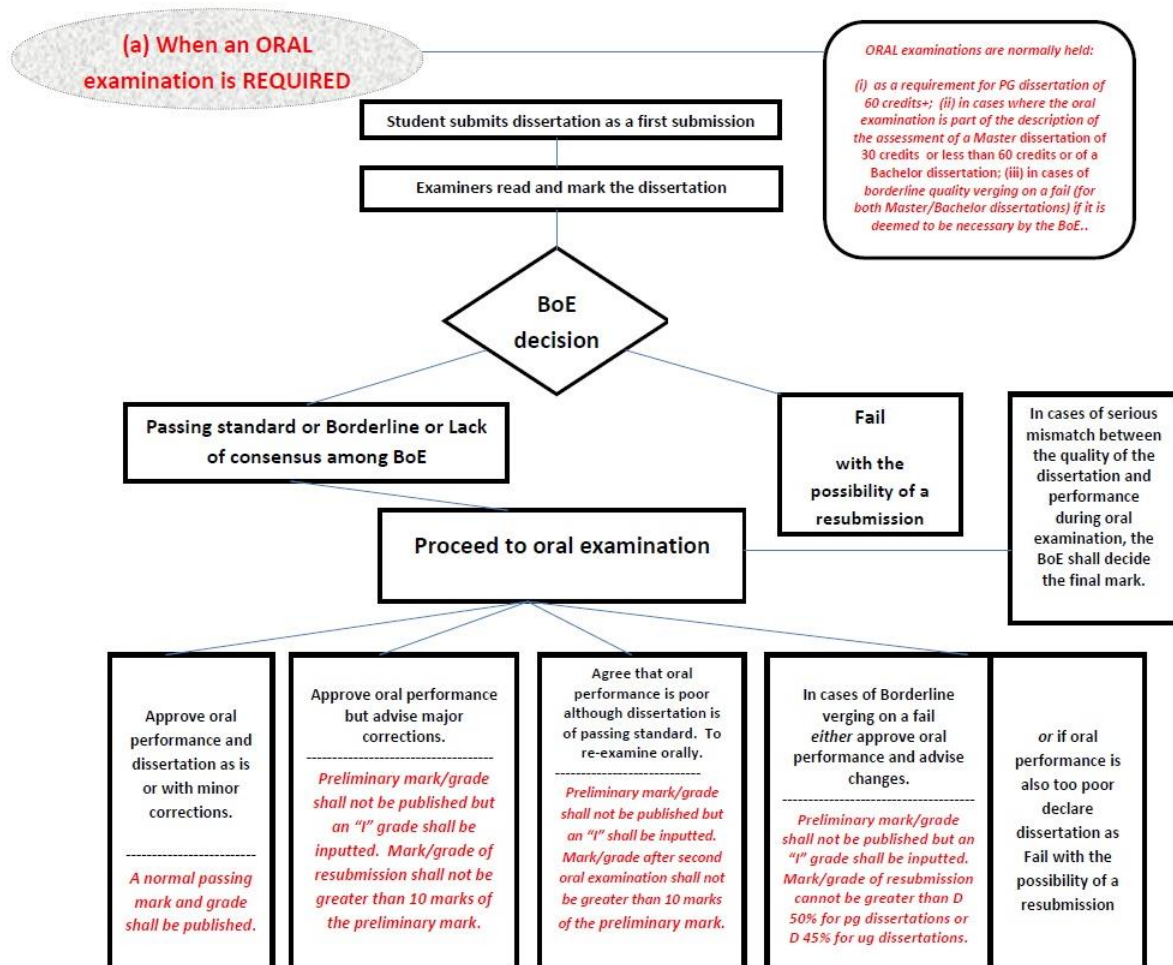 (a) When an ORAL
examination is REQUIRED
ORAL examinations are normally held:
(i) as a requirement for PG dissertation of
60 credits+; (ii) in cases where the oral
examination is part of the description of
the assessment of a Master dissertation of
30 credits or less than 60 credits or of a
Bachelor dissertation; (iii) in cases of
borderline quality verging on a fail (for
both Master/Bachelor dissertations) if it is
deemed to be necessary by the BoE..
Student submits dissertation as a first submission
Examiners read and mark the dissertation
BoE
decision
Passing standard or Borderline or Lack
of consensus among BoE
Fail
with the
possibility of a
resubmission
In cases of serious
mismatch between
the quality of the
dissertation and
performance
during oral
examination, the
BoE shall decide
the final mark.
Proceed to oral examination
Approve oral
performance and
dissertation as is
or with minor
corrections.
--------------------------
A normal passing
mark and grade
shall be published.
Approve oral performance
but advise major
corrections.
--------------------------------------
Preliminary mark/grade
shall not be published but
an “I” grade shall be
inputted. Mark/grade of
resubmission shall not be
greater than 10 marks of
the preliminary mark.
Agree that oral
performance is poor
although dissertation is
of passing standard. To
re-examine orally.
-----------------------------
Preliminary mark/grade
shall not be published but
an “I” shall be inputted.
Mark/grade after second
oral examination shall not
be greater than 10 marks
of the preliminary mark.
In cases of Borderline
verging on a fail
either approve oral
performance and advise
changes.
---------------------------------------
Preliminary mark/grade
shall not be published but an
“I” grade shall be inputted.
Mark/grade of resubmission
cannot be greater than D
50% for pg dissertations or
D 45% for ug dissertations.
or if oral
performance is
also too poor
declare
dissertation as
Fail with the
possibility of a
resubmission